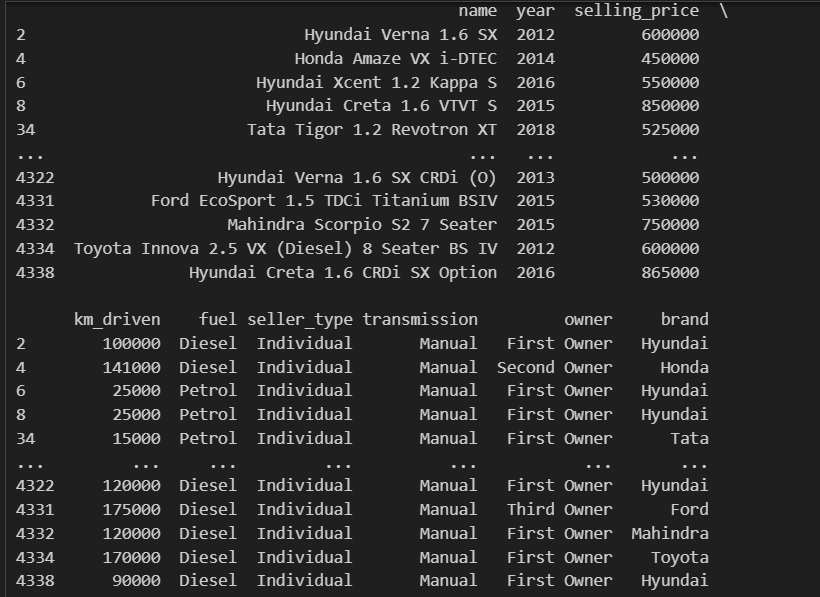 name year selling_price \
2 Hyundai Verna 1.6 SX 2012 600000
4 Honda Amaze VX i-DTEC 2014 450000
6 Hyundai Xcent 1.2 Kappa S 2016 550000
8 Hyundai Creta 1.6 VTVT S 2015 850000
34 Tata Tigor 1.2 Revotron XT 2018 525000
... ... ... ...
4322 Hyundai Verna 1.6 SX CRDi (O) 2013 500000
4331 Ford EcoSport 1.5 TDCi Titanium BSIV 2015 530000
4332 Mahindra Scorpio S2 7 Seater 2015 750000
4334 Toyota Innova 2.5 VX (Diesel) 8 Seater BS IV 2012 600000
4338 Hyundai Creta 1.6 CRDi SX Option 2016 865000
km_driven fuel seller_type transmission owner brand
2 100000 Diesel Individual Manual First Owner Hyundai
4 141000 Diesel Individual Manual Second Owner Honda
6 25000 Petrol Individual Manual First Owner Hyundai
8 25000 Petrol Individual Manual First Owner Hyundai
34 15000 Petrol Individual Manual First Owner Tata
... ... ... ... ... ... ...
4322 120000 Diesel Individual Manual First Owner Hyundai
4331 175000 Diesel Individual Manual Third Owner Ford
4332 120000 Diesel Individual Manual First Owner Mahindra
4334 170000 Diesel Individual Manual First Owner Toyota
4338 90000 Diesel Individual Manual First Owner Hyundai